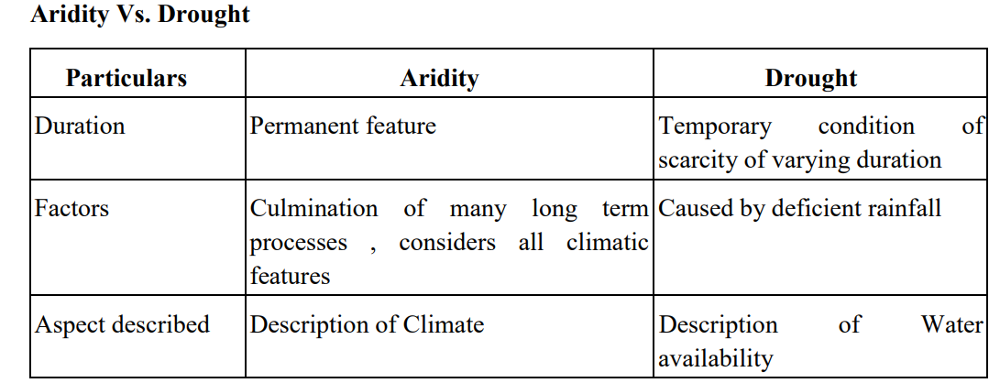 Aridity Vs. Drought
Particulars Aridity Drought
Duration Permanent feature Temporary condition of
scarcity of varying duration
Factors Culmination of many long term Caused by deficient rainfall
processes , considers all climatic
features
Aspect described Description of Climate Description of Water
availability